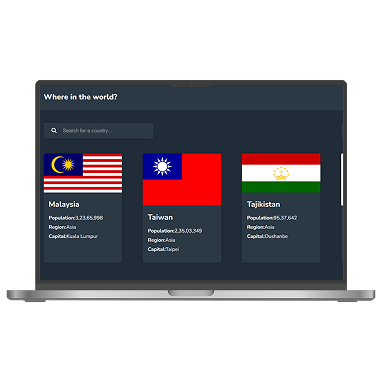 Where in the world?
Search for a country...
Malaysia
Population:3,23,65,998
Region:Asia
Capital:Kuala Lumpur
Taiwan
Population:2,35,03,349
Region:Asia
Capital:Taipei
Tajikistan
Population:95,37,642
Region:Asia
Capital:Dushanbe